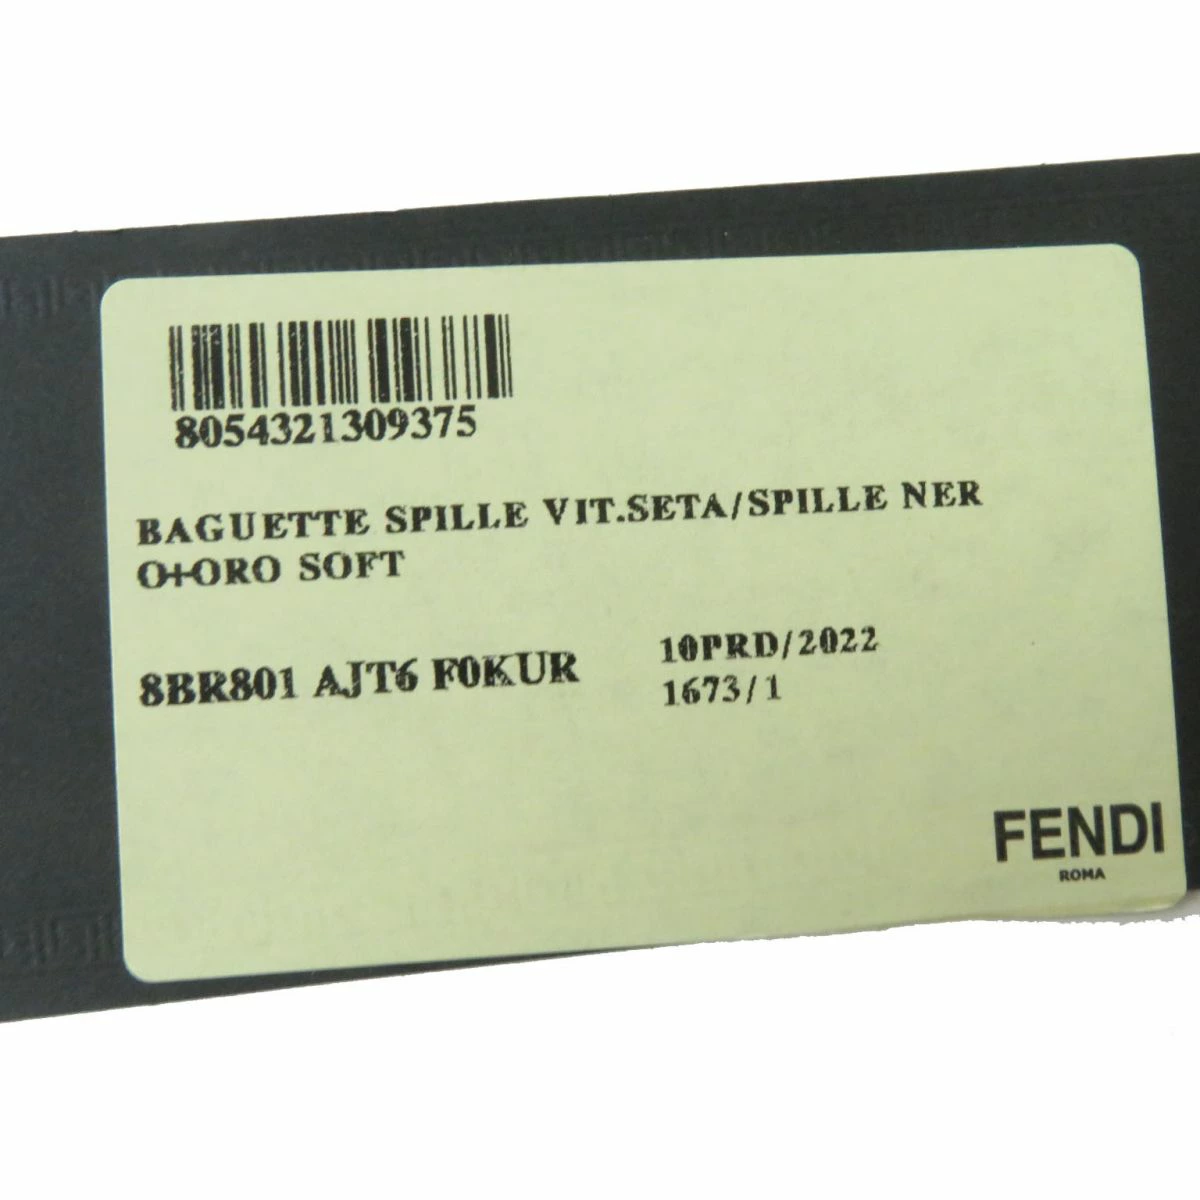 8054321309375
BAGUETTE SPILLE VIT.SETA/SPILLE NER
O+ORO SOFT
8BR801 AJT6 F0KUR
10PRD/2022
1673/1
FENDI
ROMA